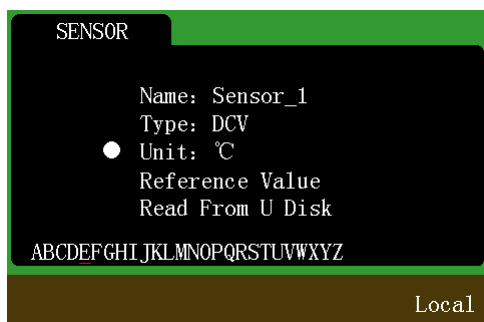 SENSOR
Name: Sensor_1
Type: DCV
Unit: ℃
Reference Value
Read From U Disk
ABCDEFGHIJKLMNOPQRSTUVWXYZ
Local